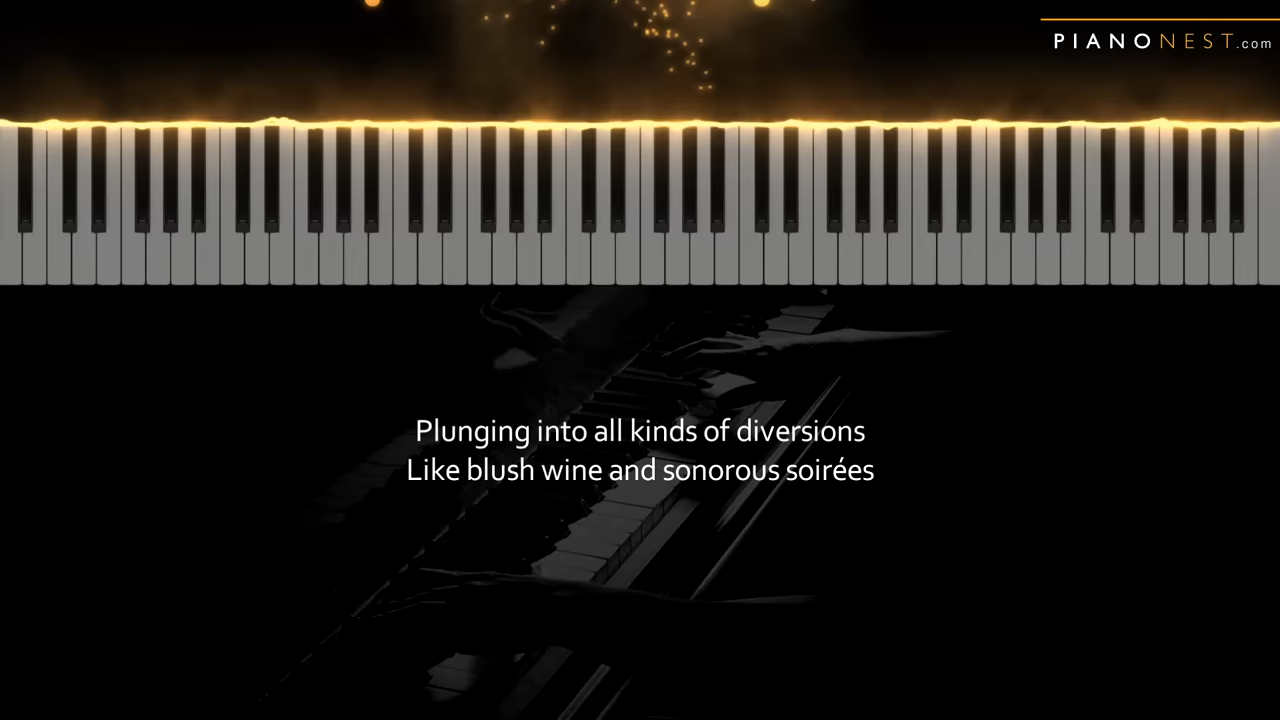 PIANONEST.com
Plunging into all kinds of diversions
Like blush wine and sonorous soirées